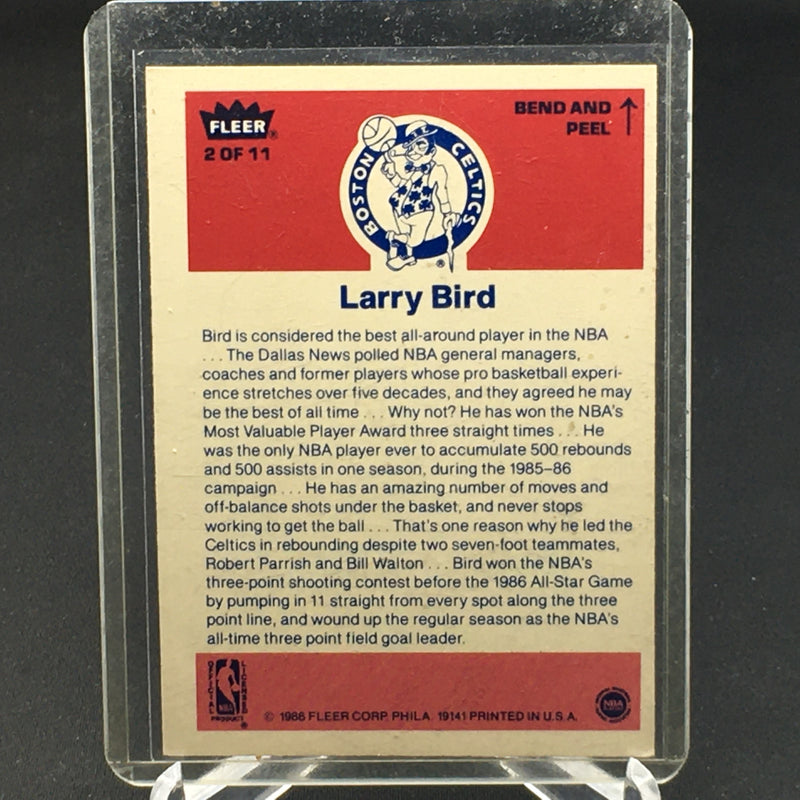 FLEER®
2 OF 11
BEND AND
PEEL
BOSTON CELTICS
®
Larry Bird
Bird is considered the best all-around player in the NBA
... The Dallas News polled NBA general managers,
coaches and former players whose pro basketball experi-
ence stretches over five decades, and they agreed he may
be the best of all time ... Why not? He has won the NBA's
Most Valuable Player Award three straight times ... He
was the only NBA player ever to accumulate 500 rebounds
and 500 assists in one season, during the 1985–86
campaign ... He has an amazing number of moves and
off-balance shots under the basket, and never stops
working to get the ball ... That's one reason why he led the
Celtics in rebounding despite two seven-foot teammates,
Robert Parrish and Bill Walton ... Bird won the NBA's
three-point shooting contest before the 1986 All-Star Game
by pumping in 11 straight from every spot along the three
point line, and wound up the regular season as the NBA's
all-time three point field goal leader.
OFFICIAL LICENSED
NBA
PRODUCT ®
© 1986 FLEER CORP. PHILA. 19141 PRINTED IN U.S.A.
NBA